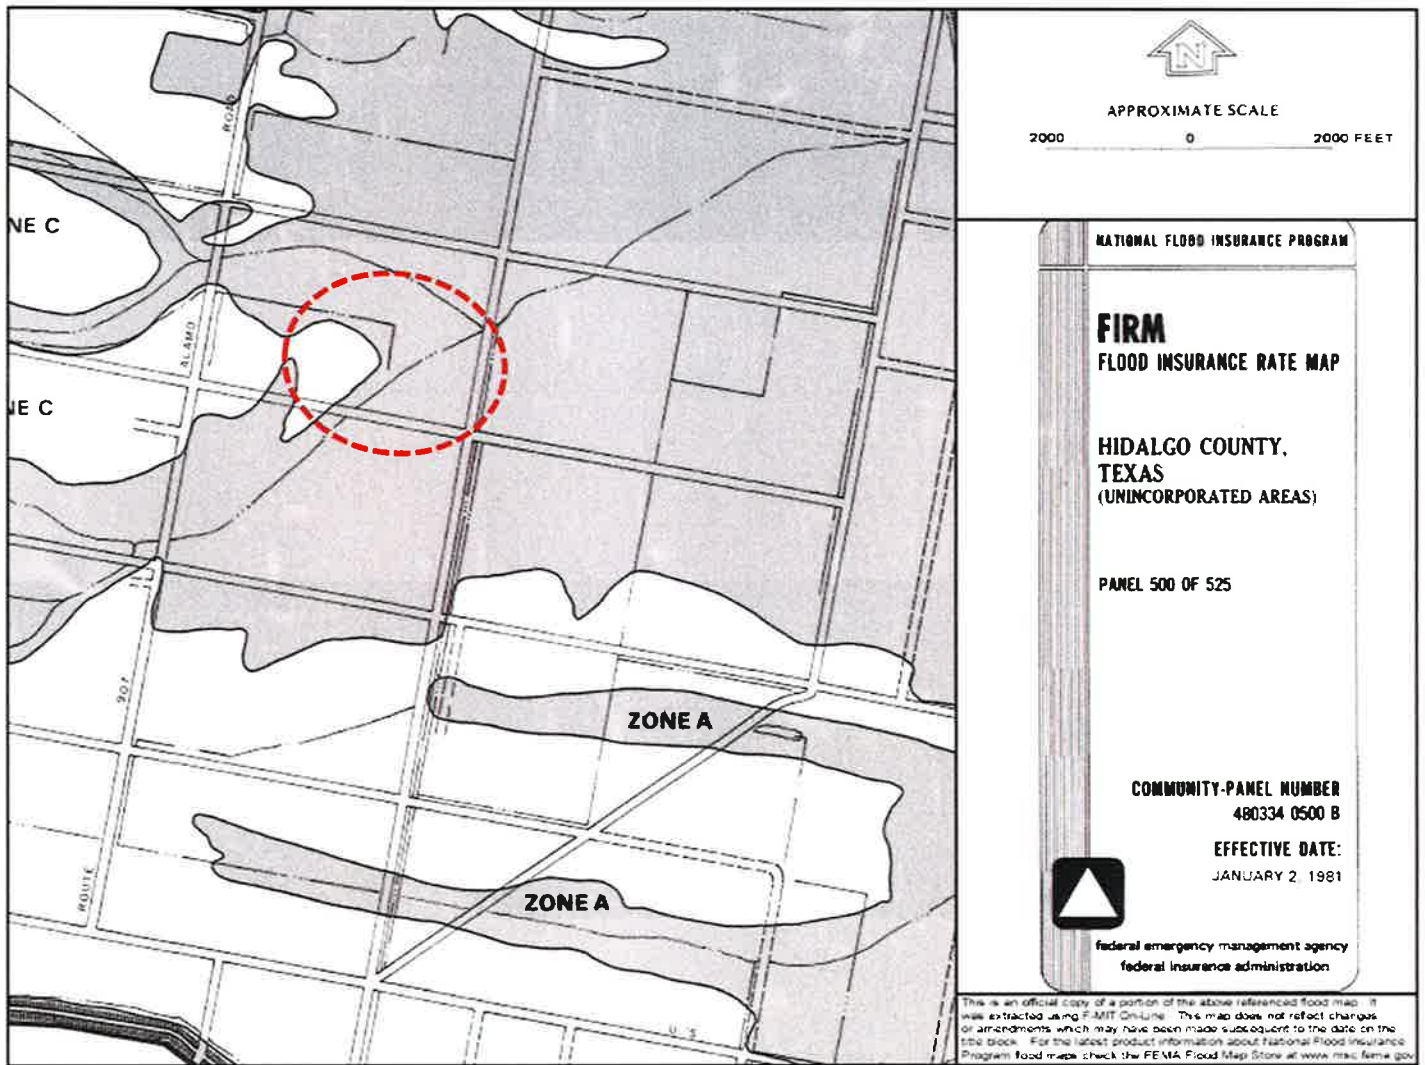 ROAD
NE C
ALAMO
NE C
907
ZONE A
ROUTE
ZONE A
U S
N
APPROXIMATE SCALE
2000 0 2000 FEET
NATIONAL FLOOD INSURANCE PROGRAM
FIRM
FLOOD INSURANCE RATE MAP
HIDALGO COUNTY,
TEXAS
(UNINCORPORATED AREAS)
PANEL 500 OF 525
COMMUNITY-PANEL NUMBER
480334 0500 B
EFFECTIVE DATE:
JANUARY 2, 1981
federal emergency management agency
federal insurance administration
This is an official copy of a portion of the above referenced flood map. It
was extracted using F-MIT On-Line. This map does not reflect changes
or amendments which may have been made subsequent to the date on the
title block. For the latest product information about National Flood Insurance
Program flood maps check the FEMA Flood Map Store at www.msc.fema.gov